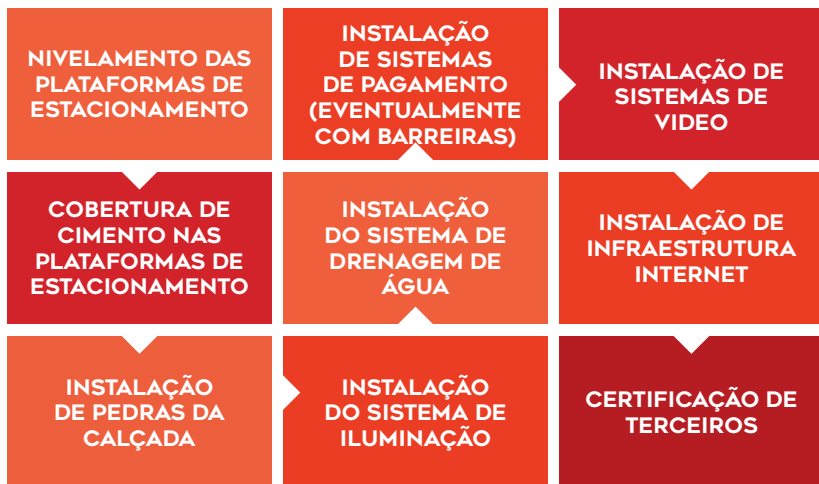 NIVELAMENTO DAS
PLATAFORMAS DE
ESTACIONAMENTO
COBERTURA DE
CIMENTO NAS
PLATAFORMAS DE
ESTACIONAMENTO
INSTALAÇÃO
DE PEDRAS DA
CALÇADA
INSTALAÇÃO
DO SISTEMA DE
ILUMINAÇÃO
INSTALAÇÃO
DO SISTEMA DE
DRENAGEM DE
ÁGUA
INSTALAÇÃO
DE SISTEMAS
DE PAGAMENTO
(EVENTUALMENTE
COM BARREIRAS)
INSTALAÇÃO DE
SISTEMAS DE
VIDEO
INSTALAÇÃO DE
INFRAESTRUTURA
INTERNET
CERTIFICAÇÃO DE
TERCEIROS